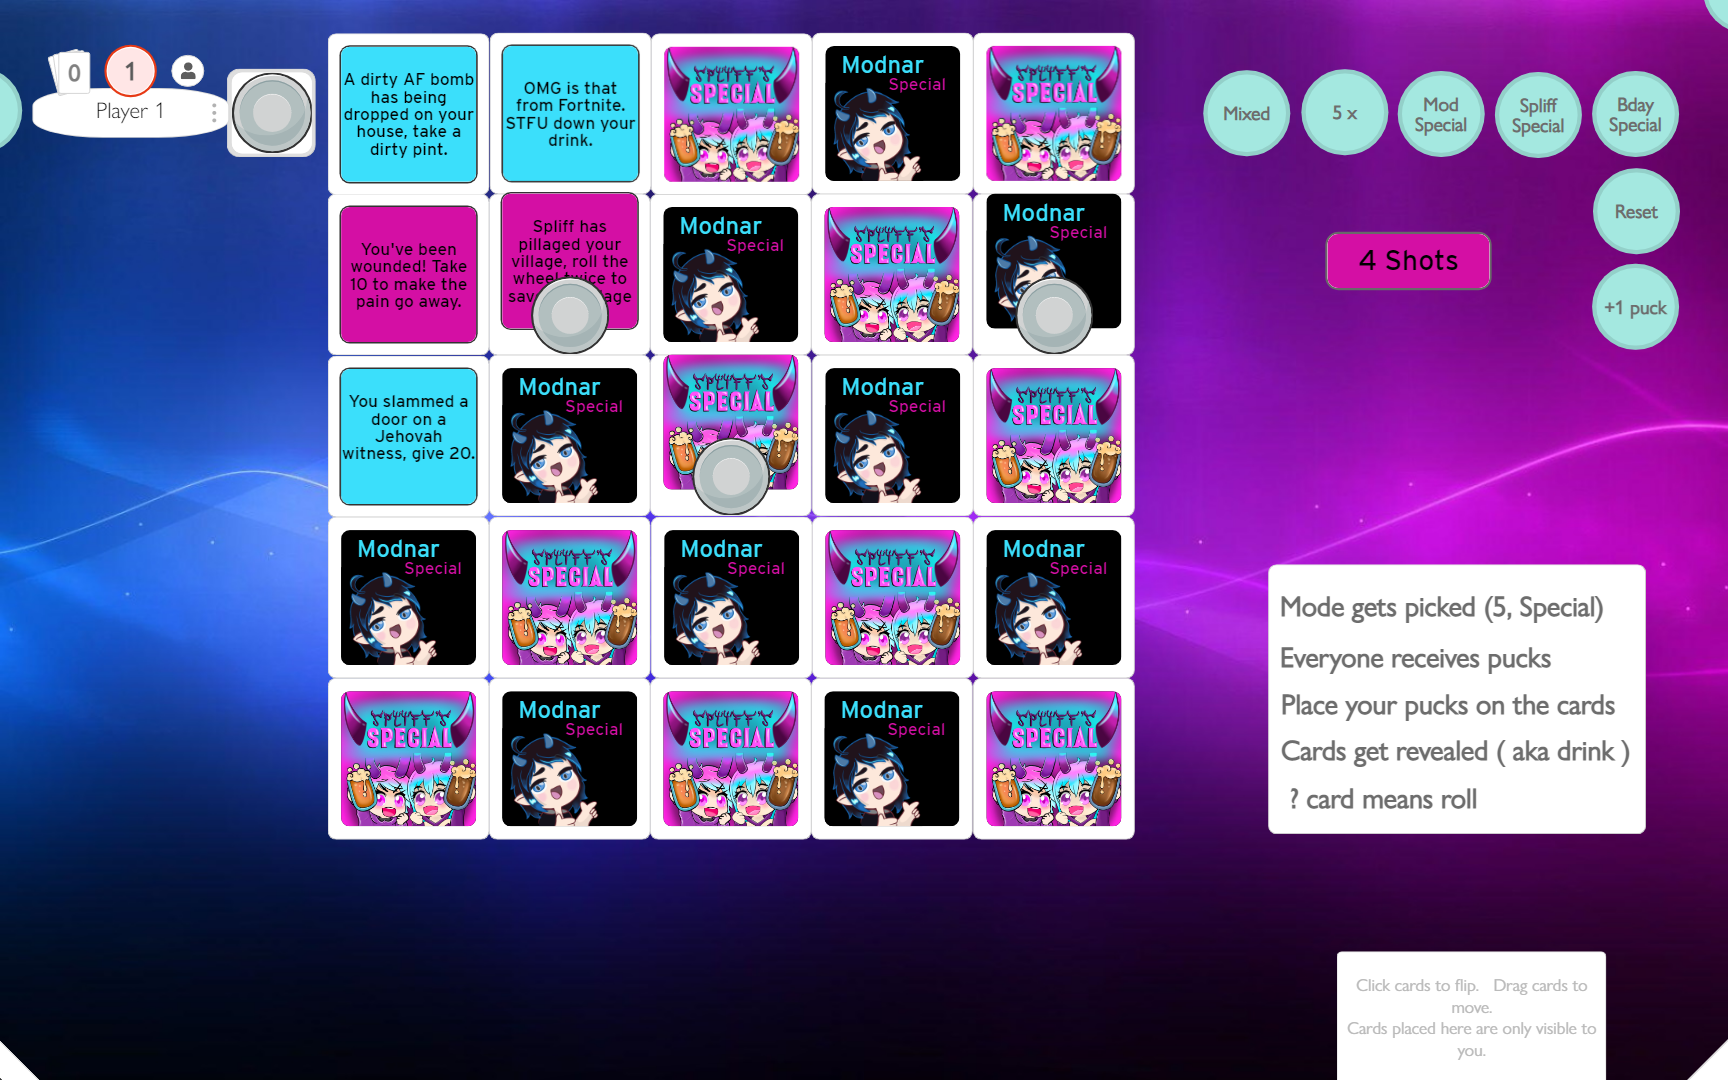 0
1
Player 1
A dirty AF bomb
has being
dropped on your
house, take a
dirty pint.
OMG is that
from Fortnite.
STFU down your
drink.
SPLIFF'S
SPECIAL
Modnar
Special
SPLIFF'S
SPECIAL
Mixed
5 x
Mod
Special
Spliff
Special
Bday
Special
You've been
wounded! Take
10 to make the
pain go away.
Spliff has
pillaged your
village, roll the
wheel twice to
Modnar
Special
SPLIFF'S
SPECIAL
Modnar
Special
Reset
4 Shots
+1 puck
You slammed a
door on a
Jehovah
witness, give 20.
Modnar
Special
SPLIFF'S
SPECIAL
Modnar
Special
SPLIFF'S
SPECIAL
Modnar
Special
SPLIFF'S
SPECIAL
Modnar
Special
SPLIFF'S
SPECIAL
Modnar
Special
SPLIFF'S
SPECIAL
Modnar
Special
SPLIFF'S
SPECIAL
Modnar
Special
SPLIFF'S
SPECIAL
Mode gets picked (5, Special)
Everyone receives pucks
Place your pucks on the cards
Cards get revealed ( aka drink )
? card means roll
Click cards to flip. Drag cards to
move.
Cards placed here are only visible to
you.